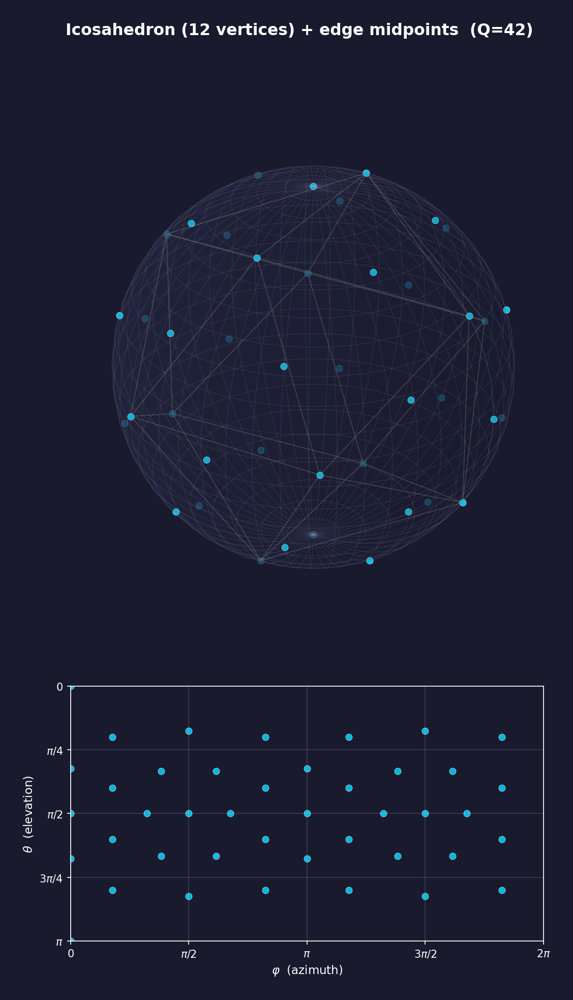 Icosahedron (12 vertices) + edge midpoints  (Q=42)
0
π/4
π/2
3π/4
π
θ  (elevation)
0
π/2
π
3π/2
2π
φ  (azimuth)